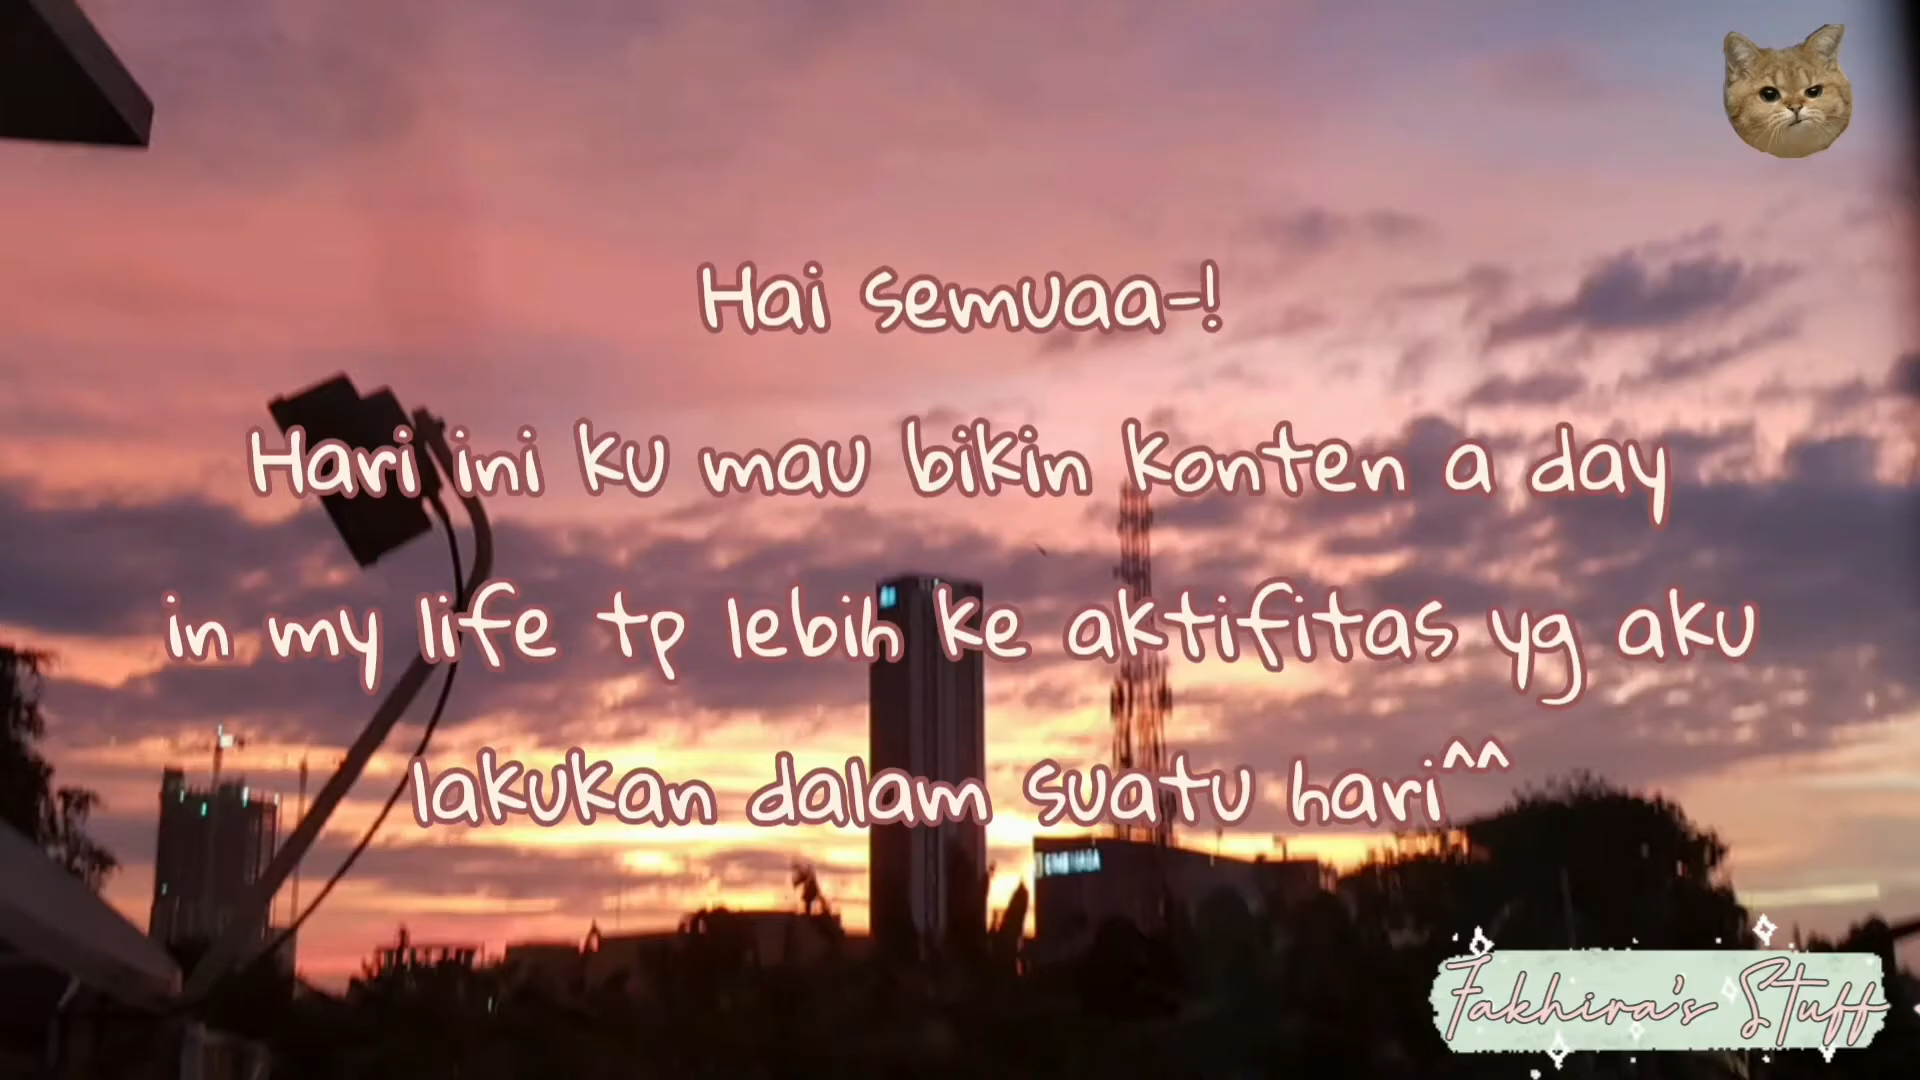 Hai semuaa-!
Hari ini ku mau bikin konten a day
in my life tp lebih ke aktifitas yg aku
lakukan dalam suatu hari^^
Fakhira's Stuff